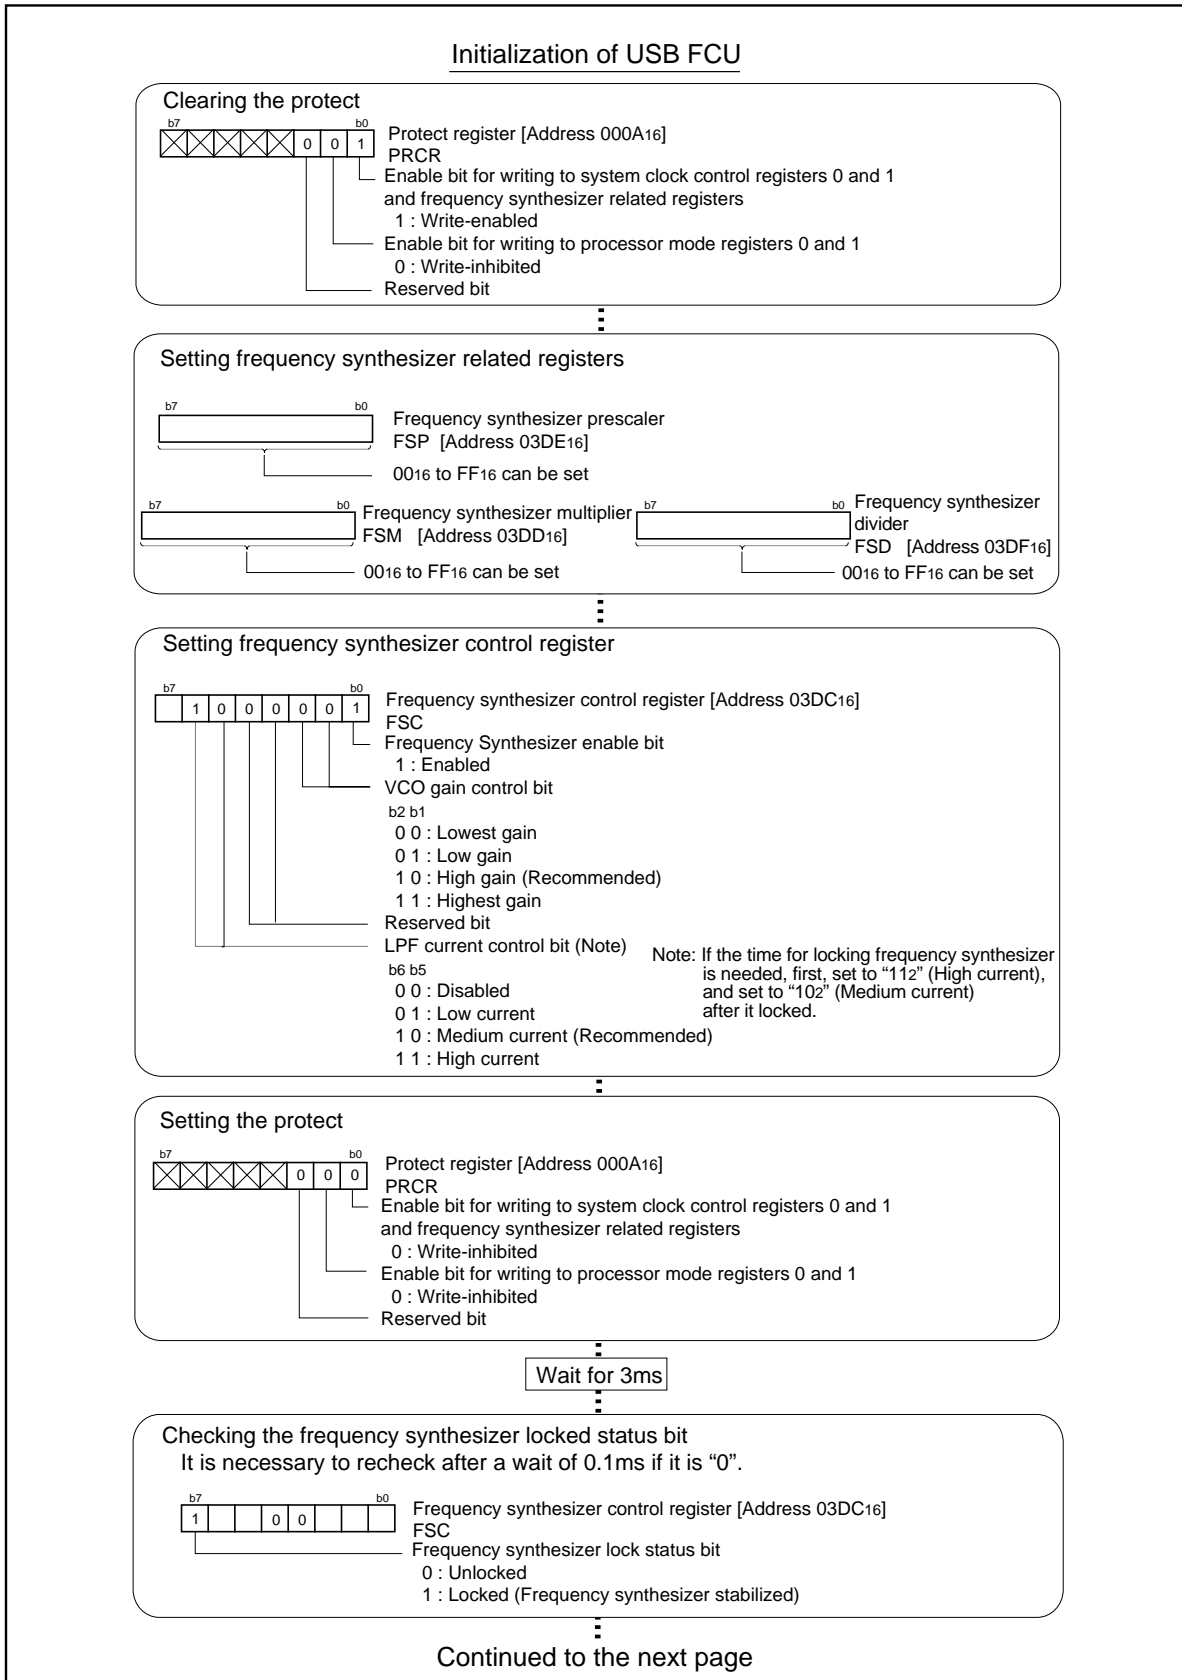 Initialization of USB FCU
Clearing the protect
b7 b0
0 0 1
Protect register [Address 000A16]
PRCR
Enable bit for writing to system clock control registers 0 and 1
and frequency synthesizer related registers
1 : Write-enabled
Enable bit for writing to processor mode registers 0 and 1
0 : Write-inhibited
Reserved bit
Setting frequency synthesizer related registers
b7 b0
Frequency synthesizer prescaler
FSP [Address 03DE16]
0016 to FF16 can be set
b7 b0
Frequency synthesizer multiplier
FSM [Address 03DD16]
0016 to FF16 can be set
b7 b0
Frequency synthesizer
divider
FSD [Address 03DF16]
0016 to FF16 can be set
Setting frequency synthesizer control register
b7 b0
1 0 0 0 0 0 1
Frequency synthesizer control register [Address 03DC16]
FSC
Frequency Synthesizer enable bit
1 : Enabled
VCO gain control bit
b2 b1
0 0 : Lowest gain
0 1 : Low gain
1 0 : High gain (Recommended)
1 1 : Highest gain
Reserved bit
LPF current control bit (Note)
b6 b5
0 0 : Disabled
0 1 : Low current
1 0 : Medium current (Recommended)
1 1 : High current
Note: If the time for locking frequency synthesizer
is needed, first, set to “112” (High current),
and set to “102” (Medium current)
after it locked.
Setting the protect
b7 b0
0 0 0
Protect register [Address 000A16]
PRCR
Enable bit for writing to system clock control registers 0 and 1
and frequency synthesizer related registers
0 : Write-inhibited
Enable bit for writing to processor mode registers 0 and 1
0 : Write-inhibited
Reserved bit
Wait for 3ms
Checking the frequency synthesizer locked status bit
It is necessary to recheck after a wait of 0.1ms if it is “0”.
b7 b0
1 0 0
Frequency synthesizer control register [Address 03DC16]
FSC
Frequency synthesizer lock status bit
0 : Unlocked
1 : Locked (Frequency synthesizer stabilized)
Continued to the next page